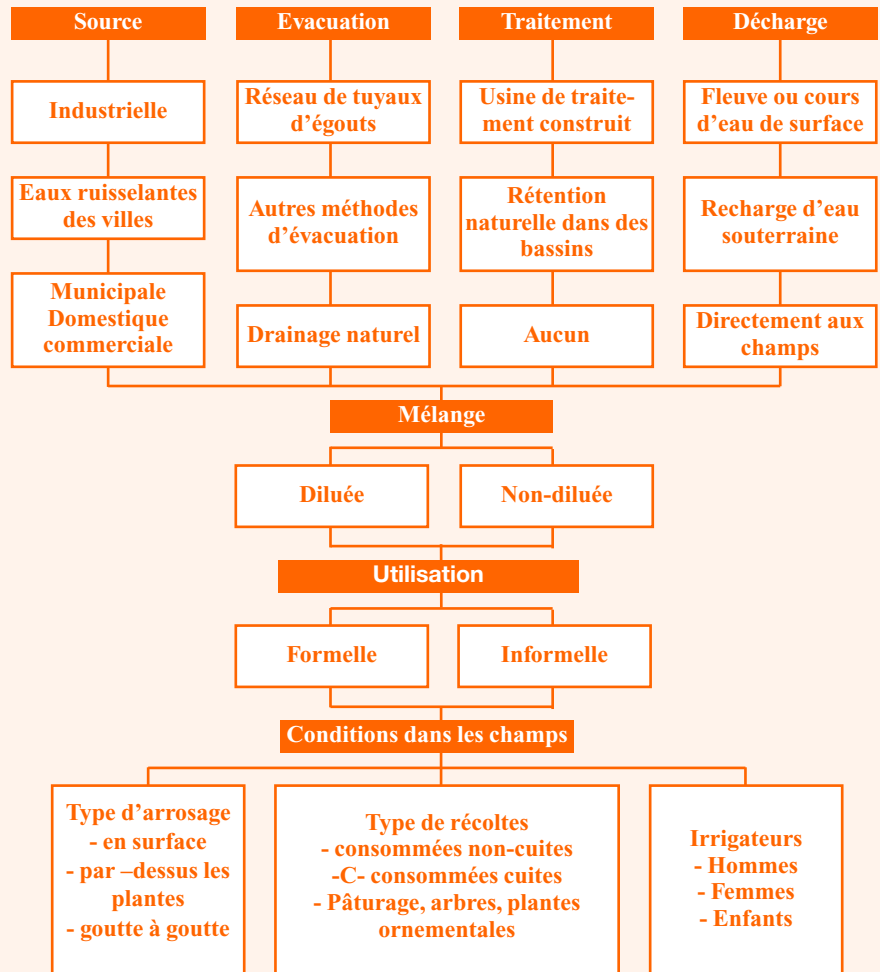 Source
Evacuation
Traitement
Décharge
Industrielle
Réseau de tuyaux
d'égouts
Usine de traite-
ment construit
Fleuve ou cours
d'eau de surface
Eaux ruisselantes
des villes
Autres méthodes
d'évacuation
Rétention
naturelle dans des
bassins
Recharge d'eau
souterraine
Municipale
Domestique
commerciale
Drainage naturel
Aucun
Directement aux
champs
Mélange
Diluée
Non-diluée
Utilisation
Formelle
Informelle
Conditions dans les champs
Type d'arrosage
- en surface
- par –dessus les
plantes
- goutte à goutte
Type de récoltes
- consommées non-cuites
-C- consommées cuites
- Pâturage, arbres, plantes
ornementales
Irrigateurs
- Hommes
- Femmes
- Enfants